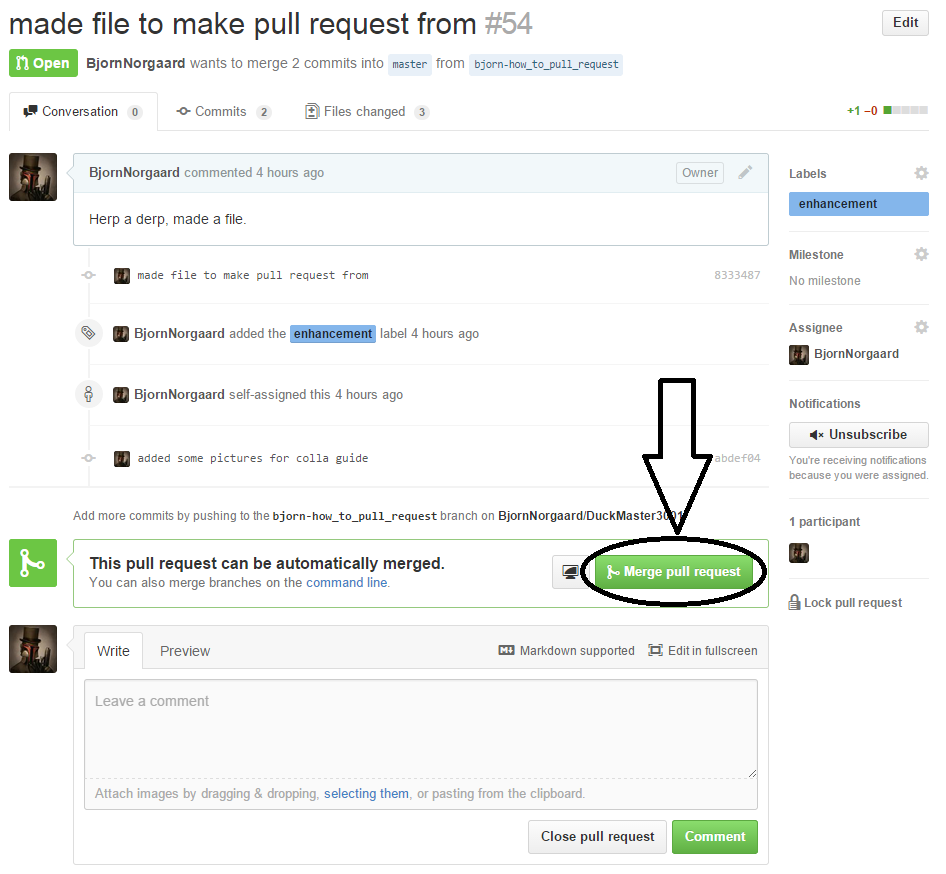 made file to make pull request from #54
Edit
Open BjornNorgaard wants to merge 2 commits into master from bjorn-how_to_pull_request
Conversation 0 Commits 2 Files changed 3
+1 −0
BjornNorgaard commented 4 hours ago
Owner
Herp a derp, made a file.
made file to make pull request from 8333487
BjornNorgaard added the enhancement label 4 hours ago
BjornNorgaard self-assigned this 4 hours ago
added some pictures for colla guide abdef04
Add more commits by pushing to the bjorn-how_to_pull_request branch on BjornNorgaard/DuckMaster3001
This pull request can be automatically merged.
You can also merge branches on the command line.
Merge pull request
Write Preview
Markdown supported Edit in fullscreen
Leave a comment
Attach images by dragging & dropping, selecting them, or pasting from the clipboard.
Close pull request Comment
Labels
enhancement
Milestone
No milestone
Assignee
BjornNorgaard
Notifications
Unsubscribe
You're receiving notifications
because you were assigned.
1 participant
Lock pull request